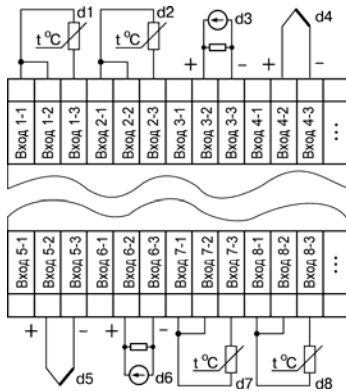 d1 d2 d3 d4
t °C t °C
+ − + −
Вход 1-1 Вход 1-2 Вход 1-3 Вход 2-1 Вход 2-2 Вход 2-3 Вход 3-1 Вход 3-2 Вход 3-3 Вход 4-1 Вход 4-2 Вход 4-3 ...
Вход 5-1 Вход 5-2 Вход 5-3 Вход 6-1 Вход 6-2 Вход 6-3 Вход 7-1 Вход 7-2 Вход 7-3 Вход 8-1 Вход 8-2 Вход 8-3 ...
+ − + −
t °C t °C
d5 d6 d7 d8